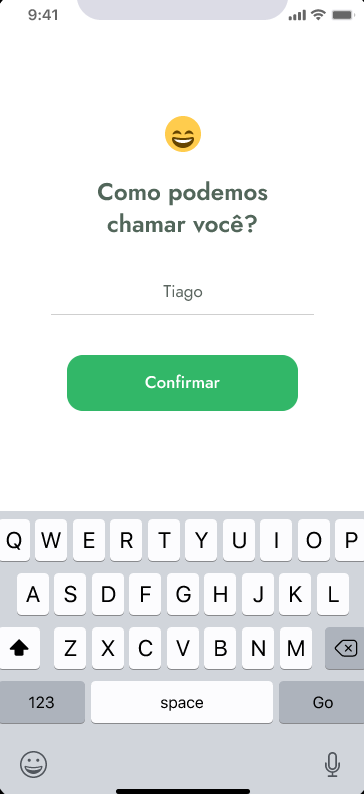 9:41
Como podemos
chamar você?
Tiago
Confirmar
Q W E R T Y U I O P
A S D F G H J K L
Z X C V B N M
123 space Go